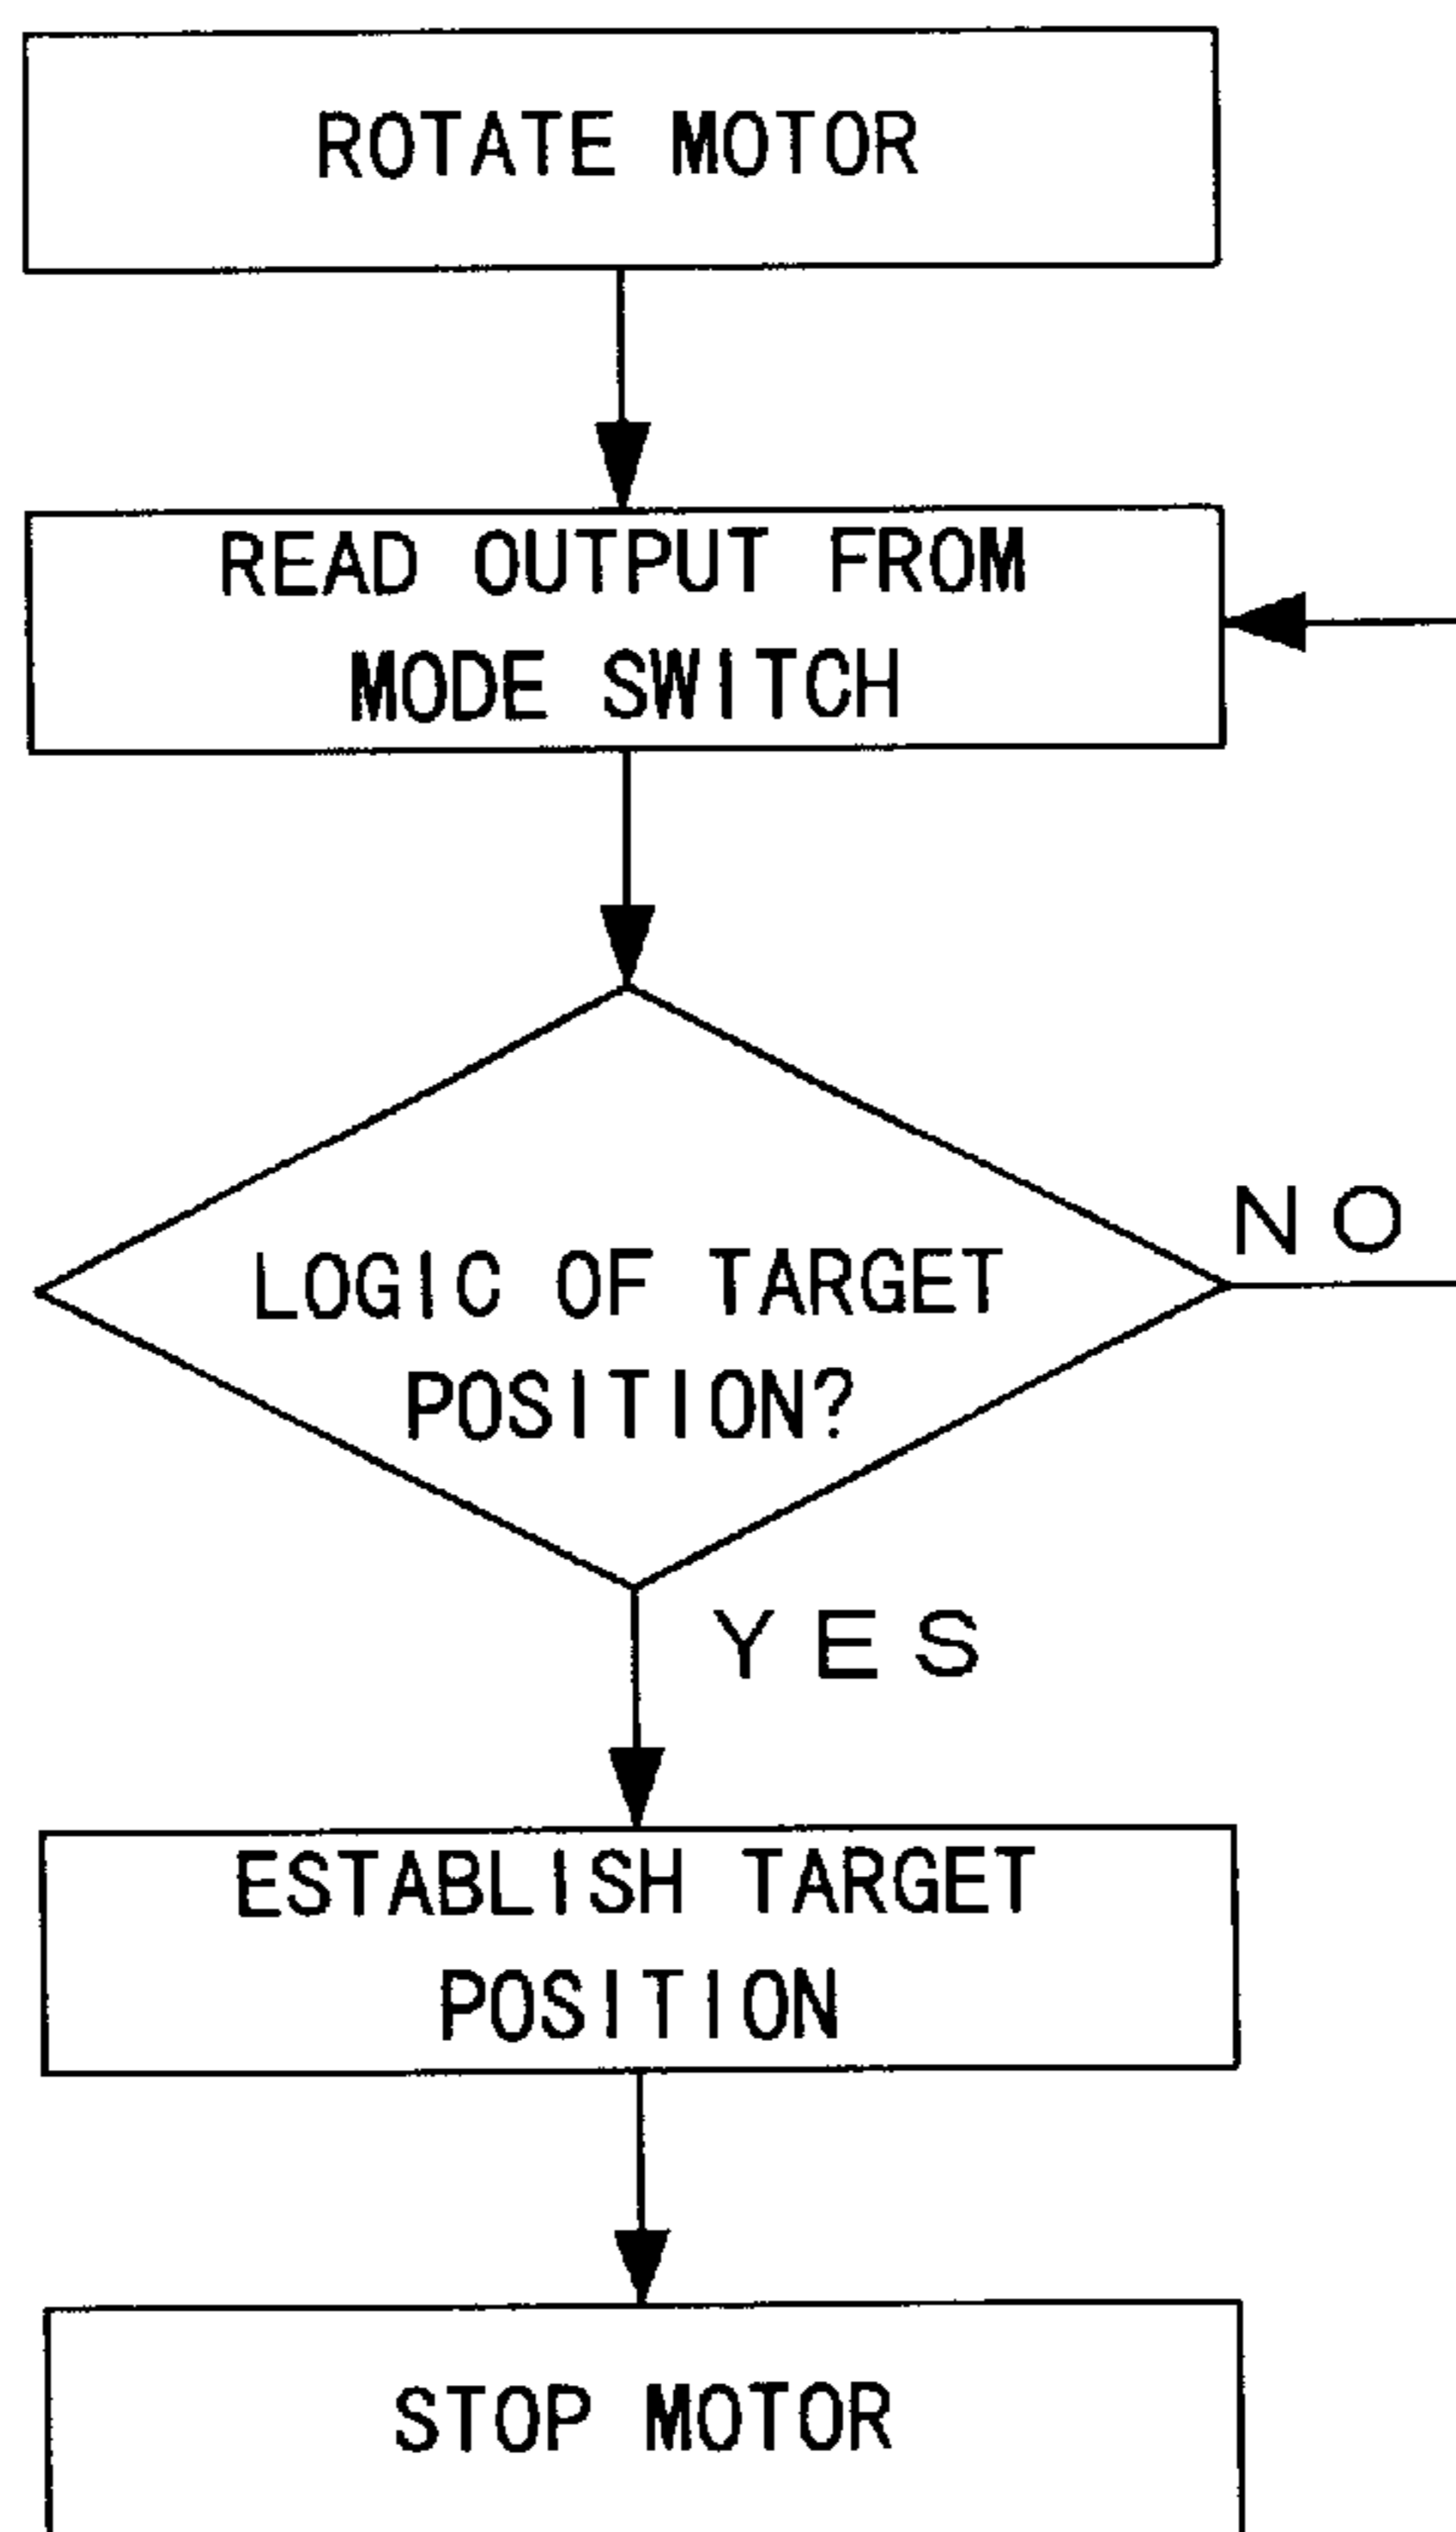 ROTATE MOTOR
READ OUTPUT FROM
MODE SWITCH
LOGIC OF TARGET
POSITION?
NO
YES
ESTABLISH TARGET
POSITION
STOP MOTOR